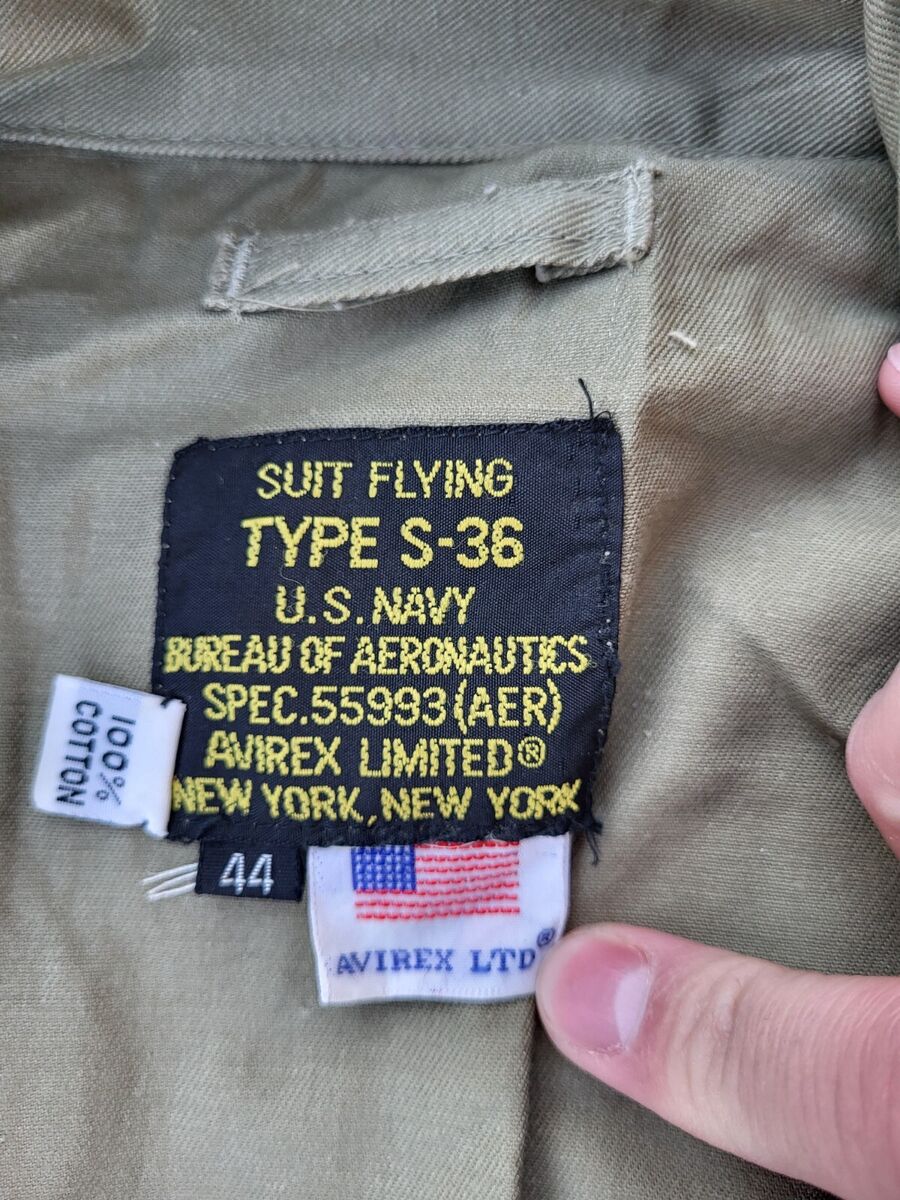 SUIT FLYING
TYPE S-36
U.S. NAVY
BUREAU OF AERONAUTICS
SPEC.55993(AER)
AVIREX LIMITED®
NEW YORK, NEW YORK
100%
COTTON
44
AVIREX LTD®